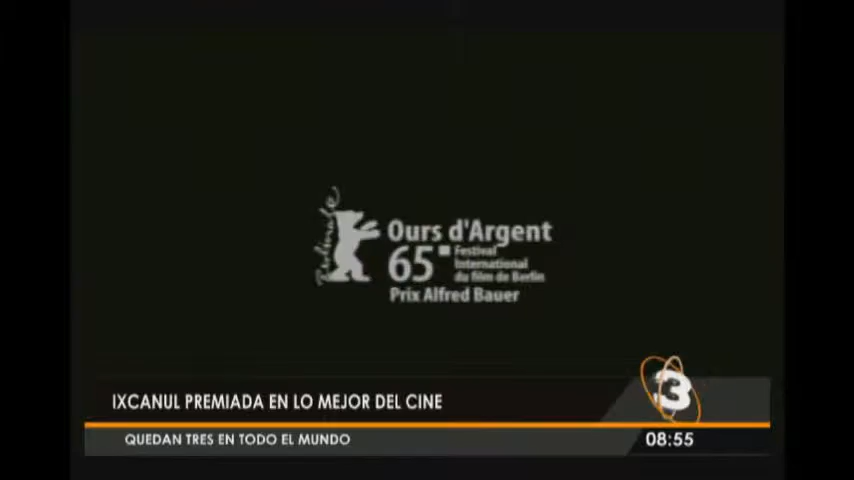 Berlinale
Ours d'Argent
65
Festival
International
du film de Berlin
Prix Alfred Bauer
IXCANUL PREMIADA EN LO MEJOR DEL CINE
3
QUEDAN TRES EN TODO EL MUNDO
08:55